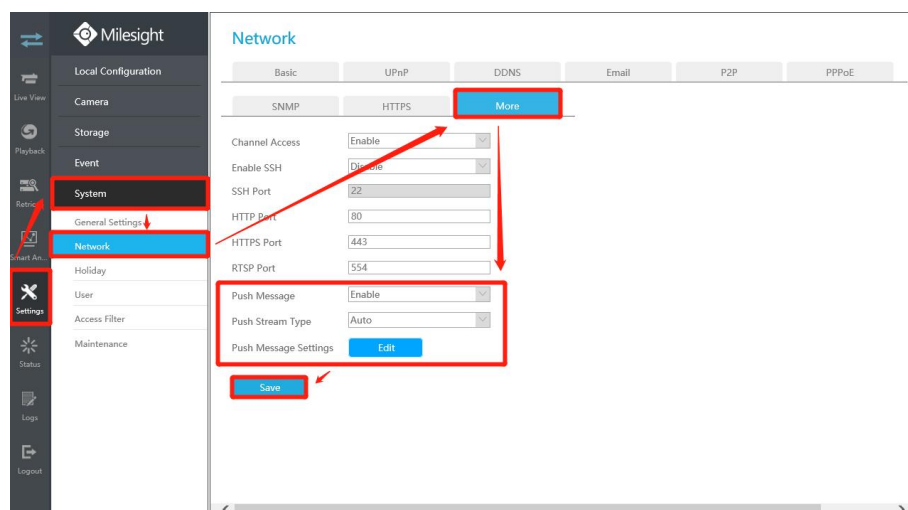 Milesight
Live View
Playback
Retrie
Smart An...
Settings
Status
Logs
Logout
Local Configuration
Camera
Storage
Event
System
General Settings
Network
Holiday
User
Access Filter
Maintenance
Network
Basic UPnP DDNS Email P2P PPPoE
SNMP HTTPS More
Channel Access Enable
Enable SSH Disable
SSH Port 22
HTTP Port 80
HTTPS Port 443
RTSP Port 554
Push Message Enable
Push Stream Type Auto
Push Message Settings Edit
Save